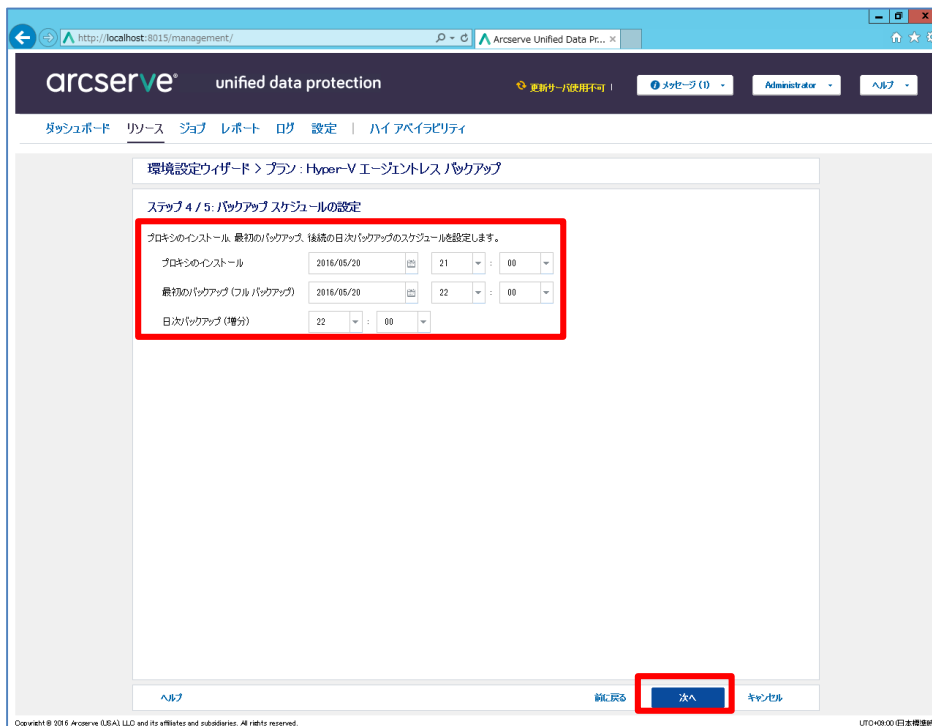 http://localhost:8015/management/
Arcserve Unified Data Pr... ×
arcserve® unified data protection
更新サーバ使用不可 | メッセージ (1) Administrator ヘルプ
ダッシュボード リソース ジョブ レポート ログ 設定 | ハイ アベイラビリティ
環境設定ウィザード > プラン : Hyper-V エージェントレス バックアップ
ステップ 4 / 5: バックアップ スケジュールの設定
プロキシのインストール、最初のバックアップ、後続の日次バックアップのスケジュールを設定します。
プロキシのインストール 2016/05/20 21 : 00
最初のバックアップ (フル バックアップ) 2016/05/20 22 : 00
日次バックアップ (増分) 22 : 00
ヘルプ 前に戻る 次へ キャンセル
Copyright © 2016 Arcserve (USA), LLC and its affiliates and subsidiaries. All rights reserved. UTC+09:00 (日本標準時